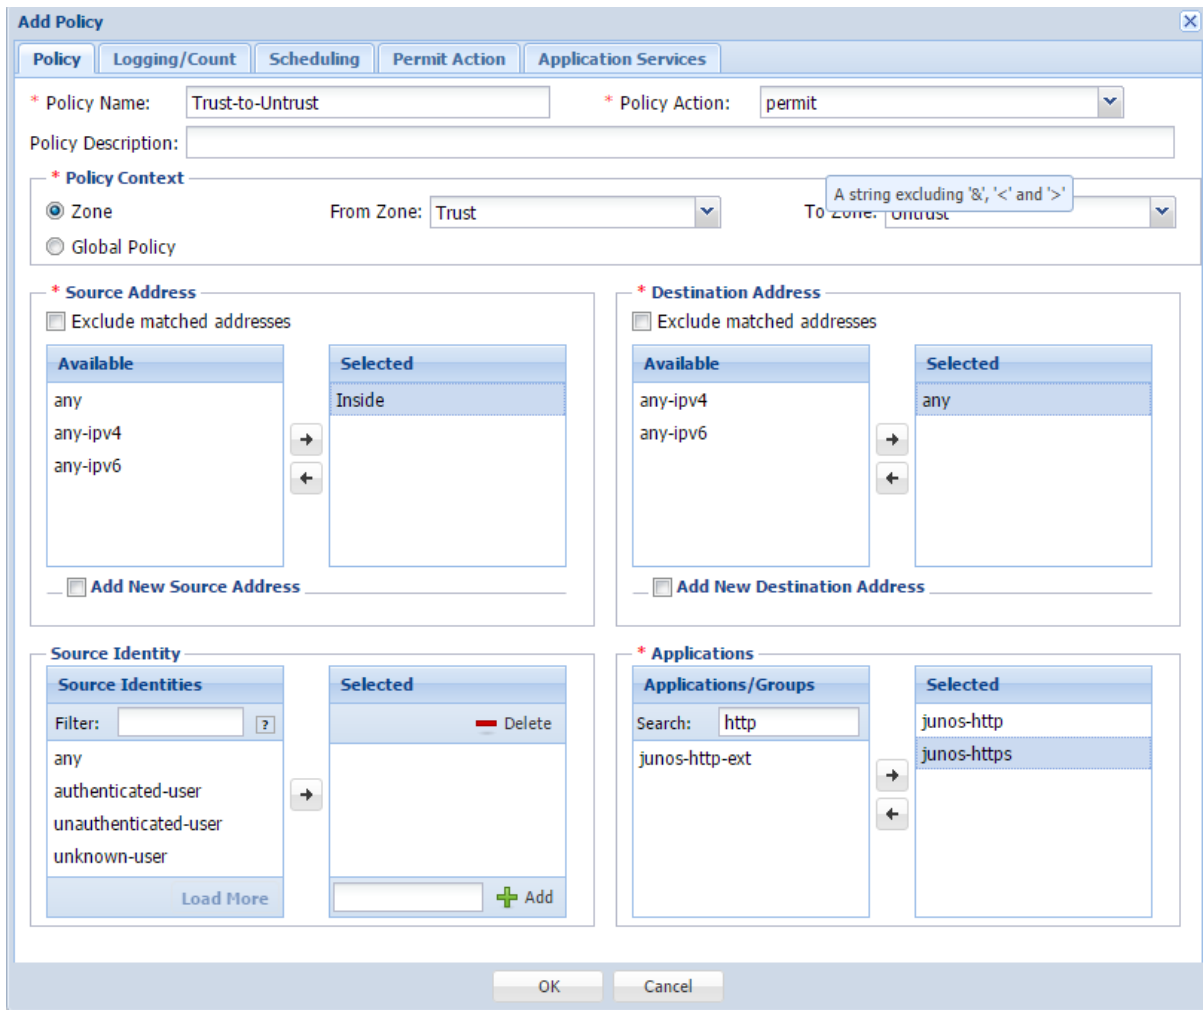 Add Policy
Policy Logging/Count Scheduling Permit Action Application Services
* Policy Name: Trust-to-Untrust * Policy Action: permit
Policy Description:
* Policy Context
A string excluding '&', '<' and '>'
Zone From Zone: Trust To Zone: Untrust
Global Policy
* Source Address * Destination Address
Exclude matched addresses Exclude matched addresses
Available Selected Available Selected
any Inside any-ipv4 any
any-ipv4 any-ipv6
any-ipv6
Add New Source Address Add New Destination Address
Source Identity * Applications
Source Identities Selected Applications/Groups Selected
Filter: ? Delete Search: http junos-http
any junos-http-ext junos-https
authenticated-user
unauthenticated-user
unknown-user
Load More Add
OK Cancel